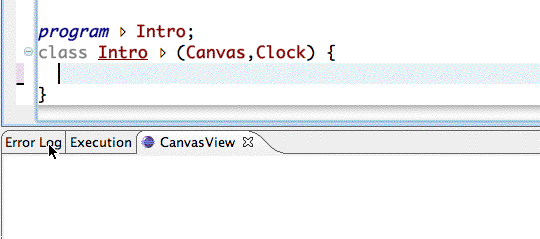 program ▹ Intro;
class Intro ▹ (Canvas,Clock) {
}
Error Log Execution CanvasView